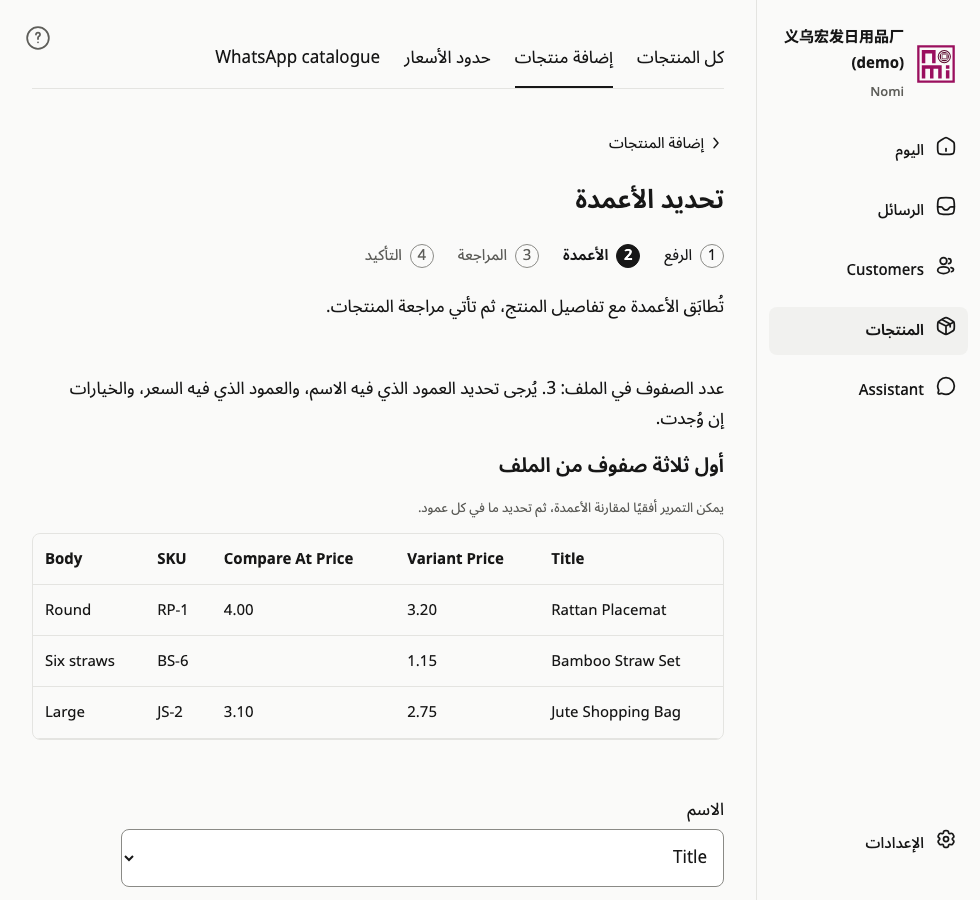 义乌宏发日用品厂
(demo)
Nomi
اليوم
الرسائل
Customers
المنتجات
Assistant
الإعدادات
كل المنتجات
إضافة منتجات
حدود الأسعار
WhatsApp catalogue
?
إضافة المنتجات
تحديد الأعمدة
1 الرفع
2 الأعمدة
3 المراجعة
4 التأكيد
تُطابَق الأعمدة مع تفاصيل المنتج، ثم تأتي مراجعة المنتجات.
عدد الصفوف في الملف: 3. يُرجى تحديد العمود الذي فيه الاسم، والعمود الذي فيه السعر، والخيارات
إن وُجدت.
أول ثلاثة صفوف من الملف
يمكن التمرير أفقيًا لمقارنة الأعمدة، ثم تحديد ما في كل عمود.
Title Variant Price Compare At Price SKU Body
Rattan Placemat 3.20 4.00 RP-1 Round
Bamboo Straw Set 1.15 BS-6 Six straws
Jute Shopping Bag 2.75 3.10 JS-2 Large
الاسم
Title